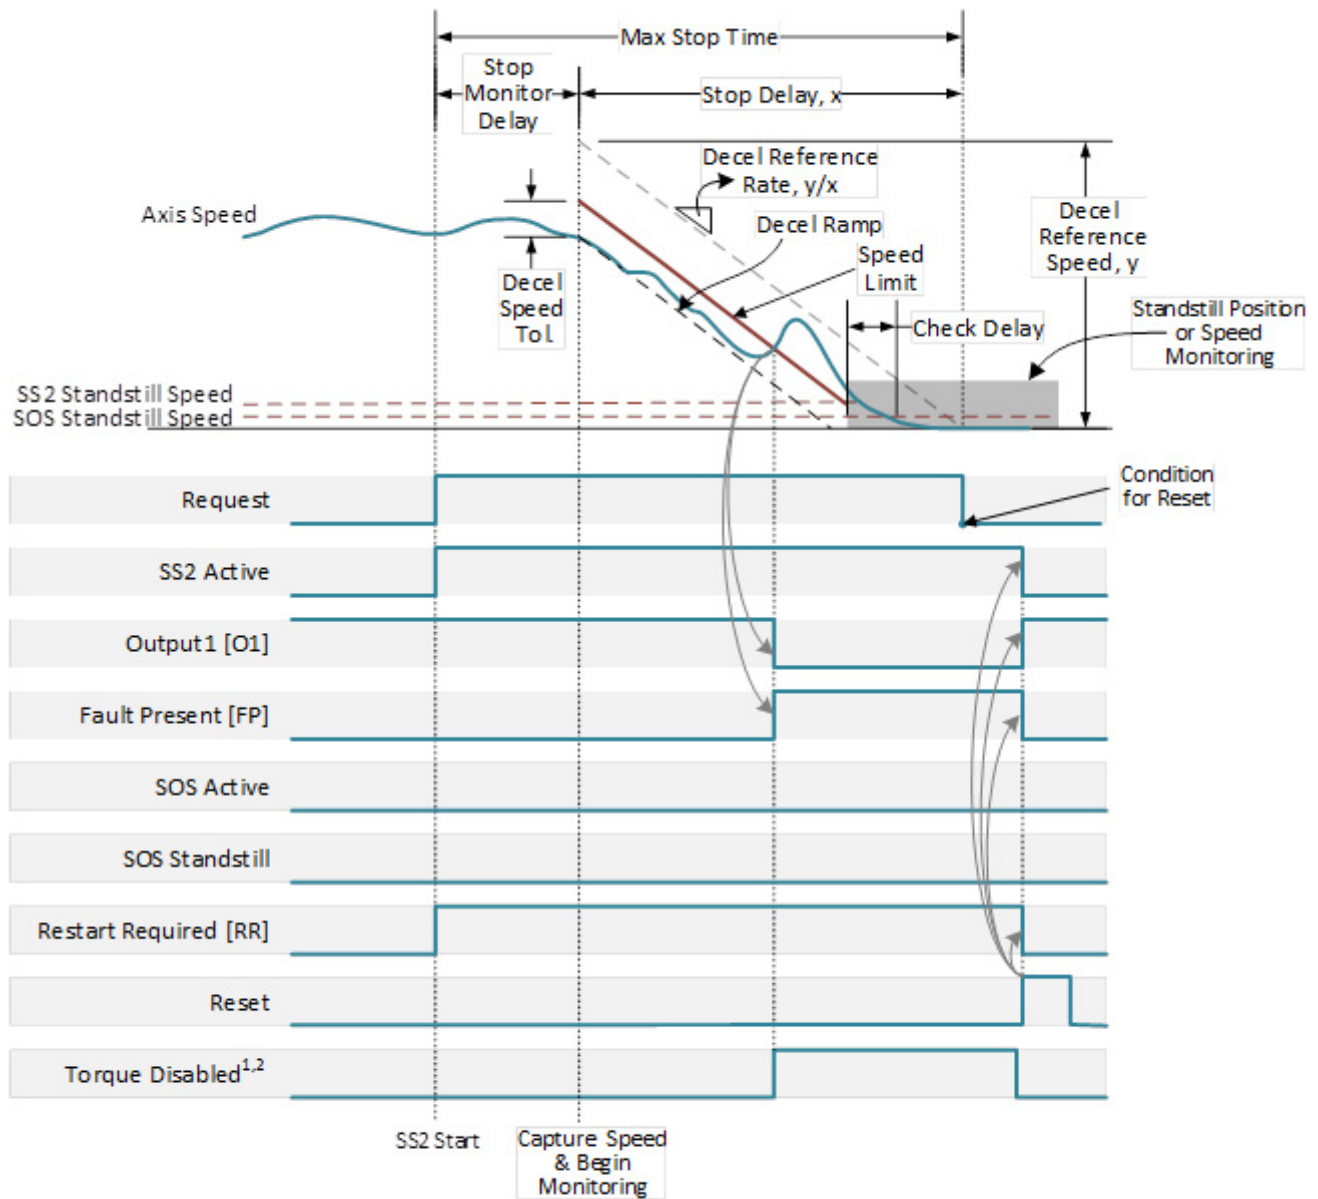 Max Stop Time
Stop
Monitor
Delay
Stop Delay, x
Decel Reference
Rate, y/x
Axis Speed
Decel Ramp
Decel
Reference
Speed, y
Speed
Limit
Decel
Speed
Tol.
Check Delay
Standstill Position
or Speed
Monitoring
SS2 Standstill Speed
SOS Standstill Speed
Condition
for Reset
Request
SS2 Active
Output1 [O1]
Fault Present [FP]
SOS Active
SOS Standstill
Restart Required [RR]
Reset
Torque Disabled1,2
SS2 Start
Capture Speed
& Begin
Monitoring